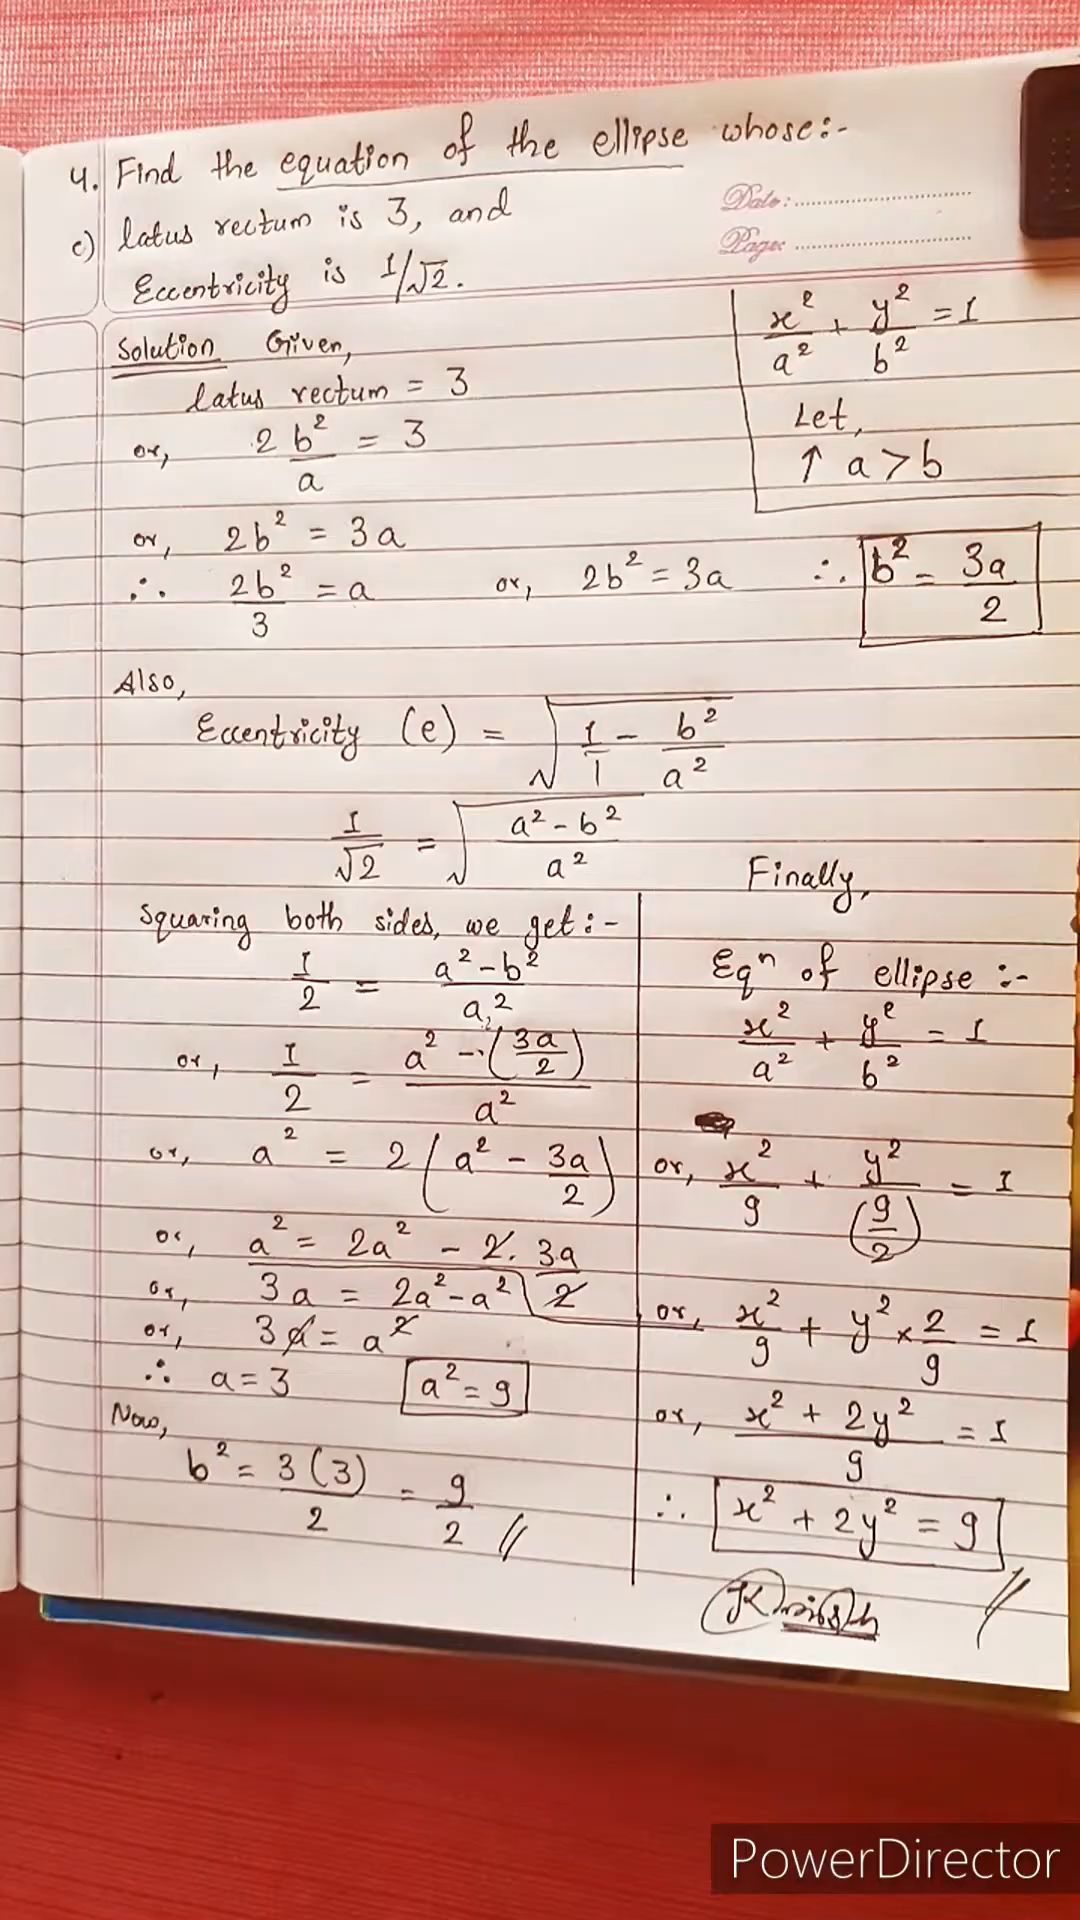 4. Find the equation of the ellipse whose:-
c) latus rectum is 3, and
Eccentricity is 1/√2.
Date:
Page:
Solution Given,
latus rectum = 3
or, 2b²/a = 3
x²/a² + y²/b² = 1
Let,
↑ a > b
or, 2b² = 3a
∴ 2b²/3 = a or, 2b² = 3a ∴ b² = 3a/2
Also,
Eccentricity (e) = √(1/1 - b²/a²)
1/√2 = √((a² - b²)/a²)
Squaring both sides, we get:-
1/2 = (a² - b²)/a²
or, 1/2 = (a² - (3a/2))/a²
or, a² = 2(a² - 3a/2)
or, a² = 2a² - 2. 3a/2
or, 3a = 2a² - a²
or, 3a = a²
∴ a = 3 a² = 9
Now,
b² = 3(3)/2 = 9/2 //
Finally,
Eqⁿ of ellipse :-
x²/a² + y²/b² = 1
or, x²/9 + y²/(9/2) = 1
or, x²/9 + y² × 2/9 = 1
or, (x² + 2y²)/9 = 1
∴ x² + 2y² = 9 //
PowerDirector